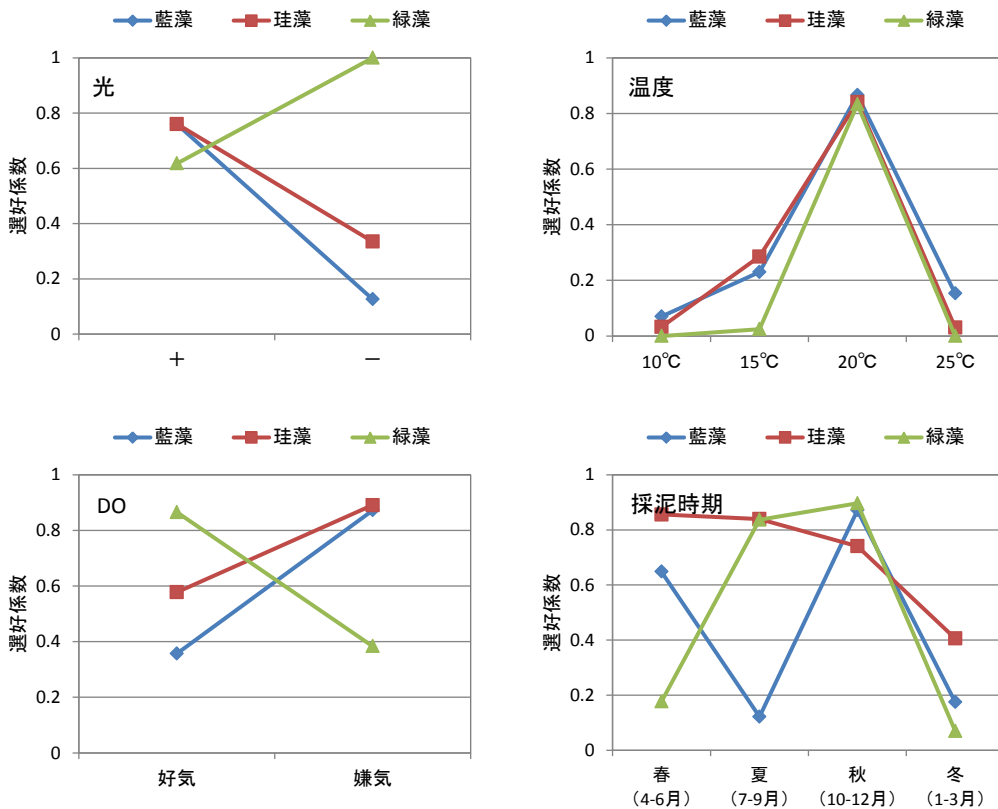 藍藻 珪藻 緑藻
光
選好係数
1
0.8
0.6
0.4
0.2
0
＋ －
藍藻 珪藻 緑藻
温度
選好係数
1
0.8
0.6
0.4
0.2
0
10℃ 15℃ 20℃ 25℃
藍藻 珪藻 緑藻
DO
選好係数
1
0.8
0.6
0.4
0.2
0
好気 嫌気
藍藻 珪藻 緑藻
採泥時期
選好係数
1
0.8
0.6
0.4
0.2
0
春 夏 秋 冬
（4-6月） （7-9月） （10-12月） （1-3月）